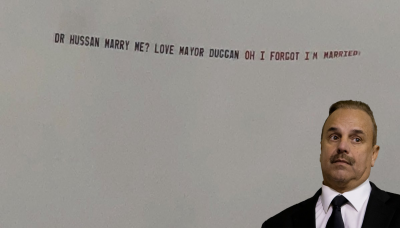 DR HUSSAN MARRY ME? LOVE MAYOR DUGGAN OH I FORGOT I'M MARRIED!